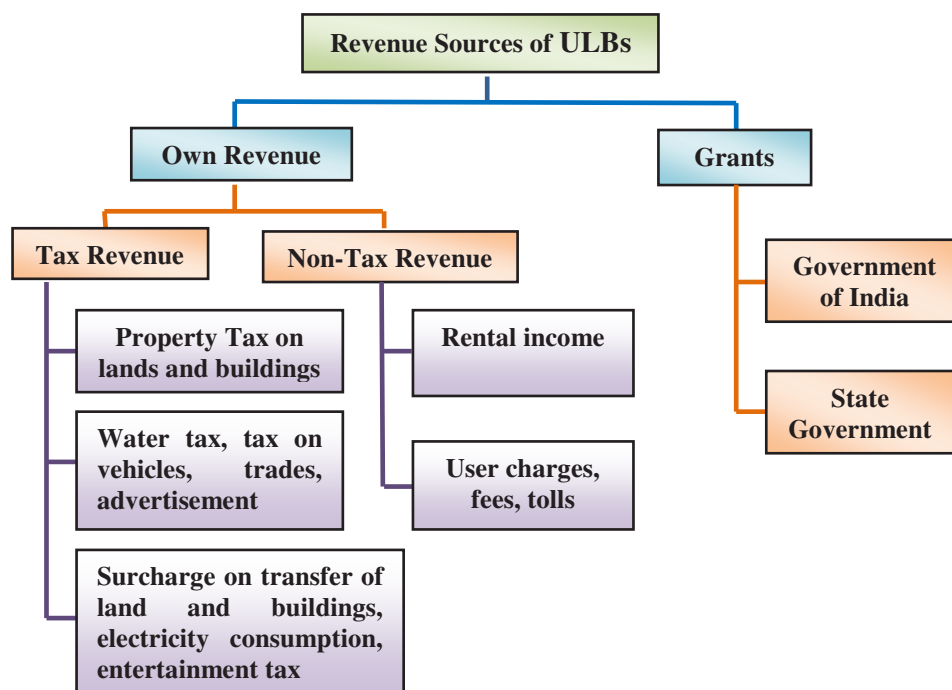 Revenue Sources of ULBs
Own Revenue
Grants
Tax Revenue
Non-Tax Revenue
Government
of India
Property Tax on
lands and buildings
Rental income
State
Government
Water tax, tax on
vehicles, trades,
advertisement
User charges,
fees, tolls
Surcharge on transfer of
land and buildings,
electricity consumption,
entertainment tax